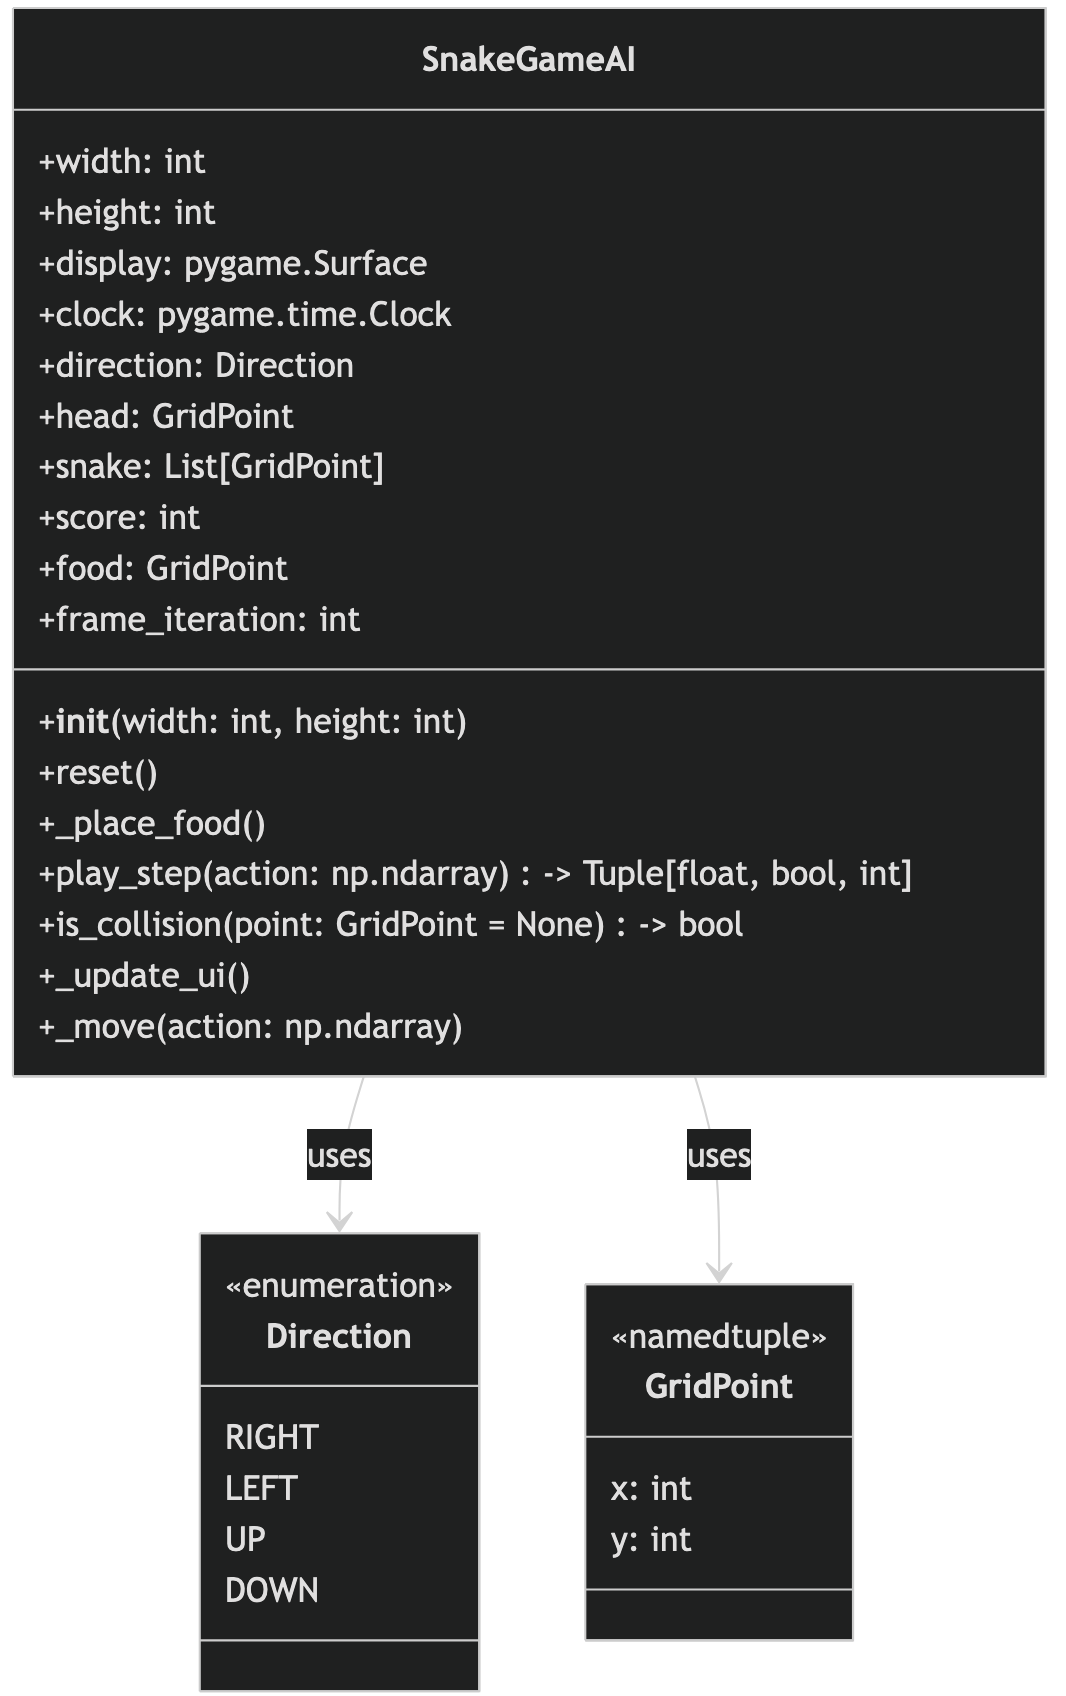 SnakeGameAI
+width: int
+height: int
+display: pygame.Surface
+clock: pygame.time.Clock
+direction: Direction
+head: GridPoint
+snake: List[GridPoint]
+score: int
+food: GridPoint
+frame_iteration: int
+init(width: int, height: int)
+reset()
+_place_food()
+play_step(action: np.ndarray) : -> Tuple[float, bool, int]
+is_collision(point: GridPoint = None) : -> bool
+_update_ui()
+_move(action: np.ndarray)
uses
uses
«enumeration»
Direction
RIGHT
LEFT
UP
DOWN
«namedtuple»
GridPoint
x: int
y: int